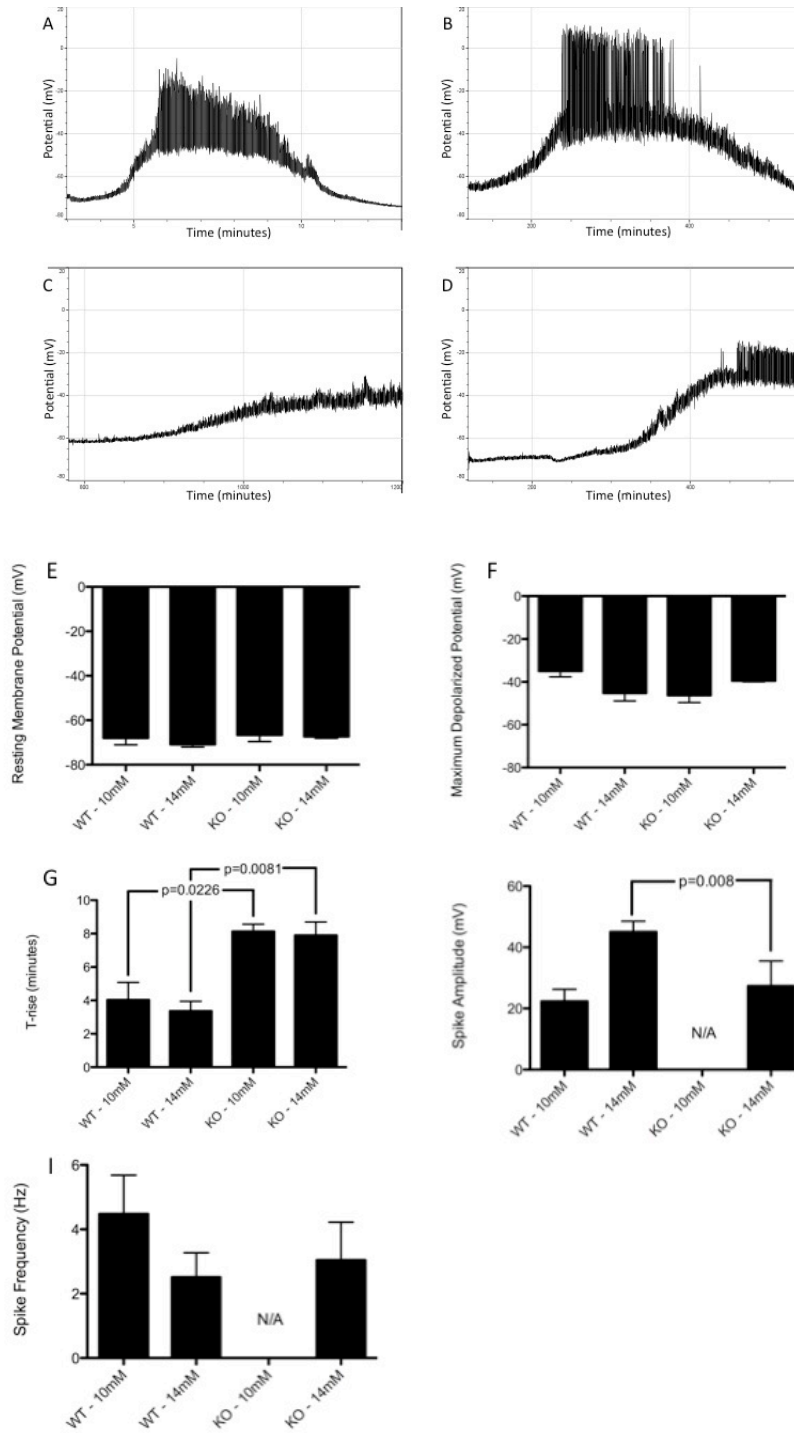 A
Potential (mV)
20
0
-20
-40
-60
-80
5
10
Time (minutes)
B
Potential (mV)
20
0
-20
-40
-60
-80
200
400
Time (minutes)
C
Potential (mV)
20
0
-20
-40
-60
-80
1000
Time (minutes)
D
Potential (mV)
20
0
-20
-40
-60
-80
200
400
Time (minutes)
E
Resting Membrane Potential (mV)
0
-20
-40
-60
-80
WT - 10mM
WT - 14mM
KO - 10mM
KO - 14mM
F
Maximum Depolarized Potential (mV)
0
-20
-40
-60
-80
WT - 10mM
WT - 14mM
KO - 10mM
KO - 14mM
G
T-rise (minutes)
10
8
6
4
2
0
p=0.0081
p=0.0226
WT - 10mM
WT - 14mM
KO - 10mM
KO - 14mM
Spike Amplitude (mV)
60
40
20
0
p=0.008
N/A
WT - 10mM
WT - 14mM
KO - 10mM
KO - 14mM
I
Spike Frequency (Hz)
6
4
2
0
N/A
WT - 10mM
WT - 14mM
KO - 10mM
KO - 14mM